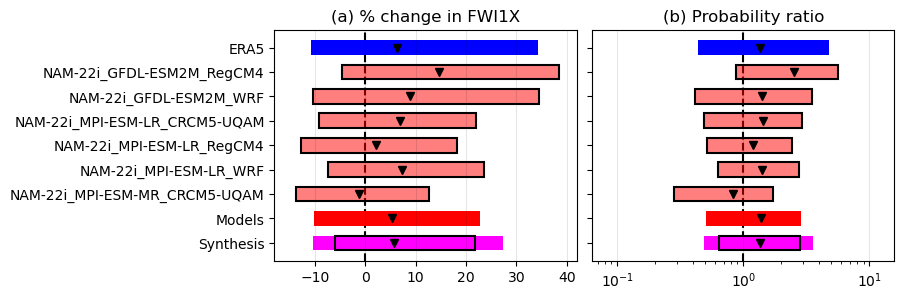 (a) % change in FWI1X
(b) Probability ratio
ERA5
NAM-22i_GFDL-ESM2M_RegCM4
NAM-22i_GFDL-ESM2M_WRF
NAM-22i_MPI-ESM-LR_CRCM5-UQAM
NAM-22i_MPI-ESM-LR_RegCM4
NAM-22i_MPI-ESM-LR_WRF
NAM-22i_MPI-ESM-MR_CRCM5-UQAM
Models
Synthesis
−10 0 10 20 30 40
10⁻¹ 10⁰ 10¹